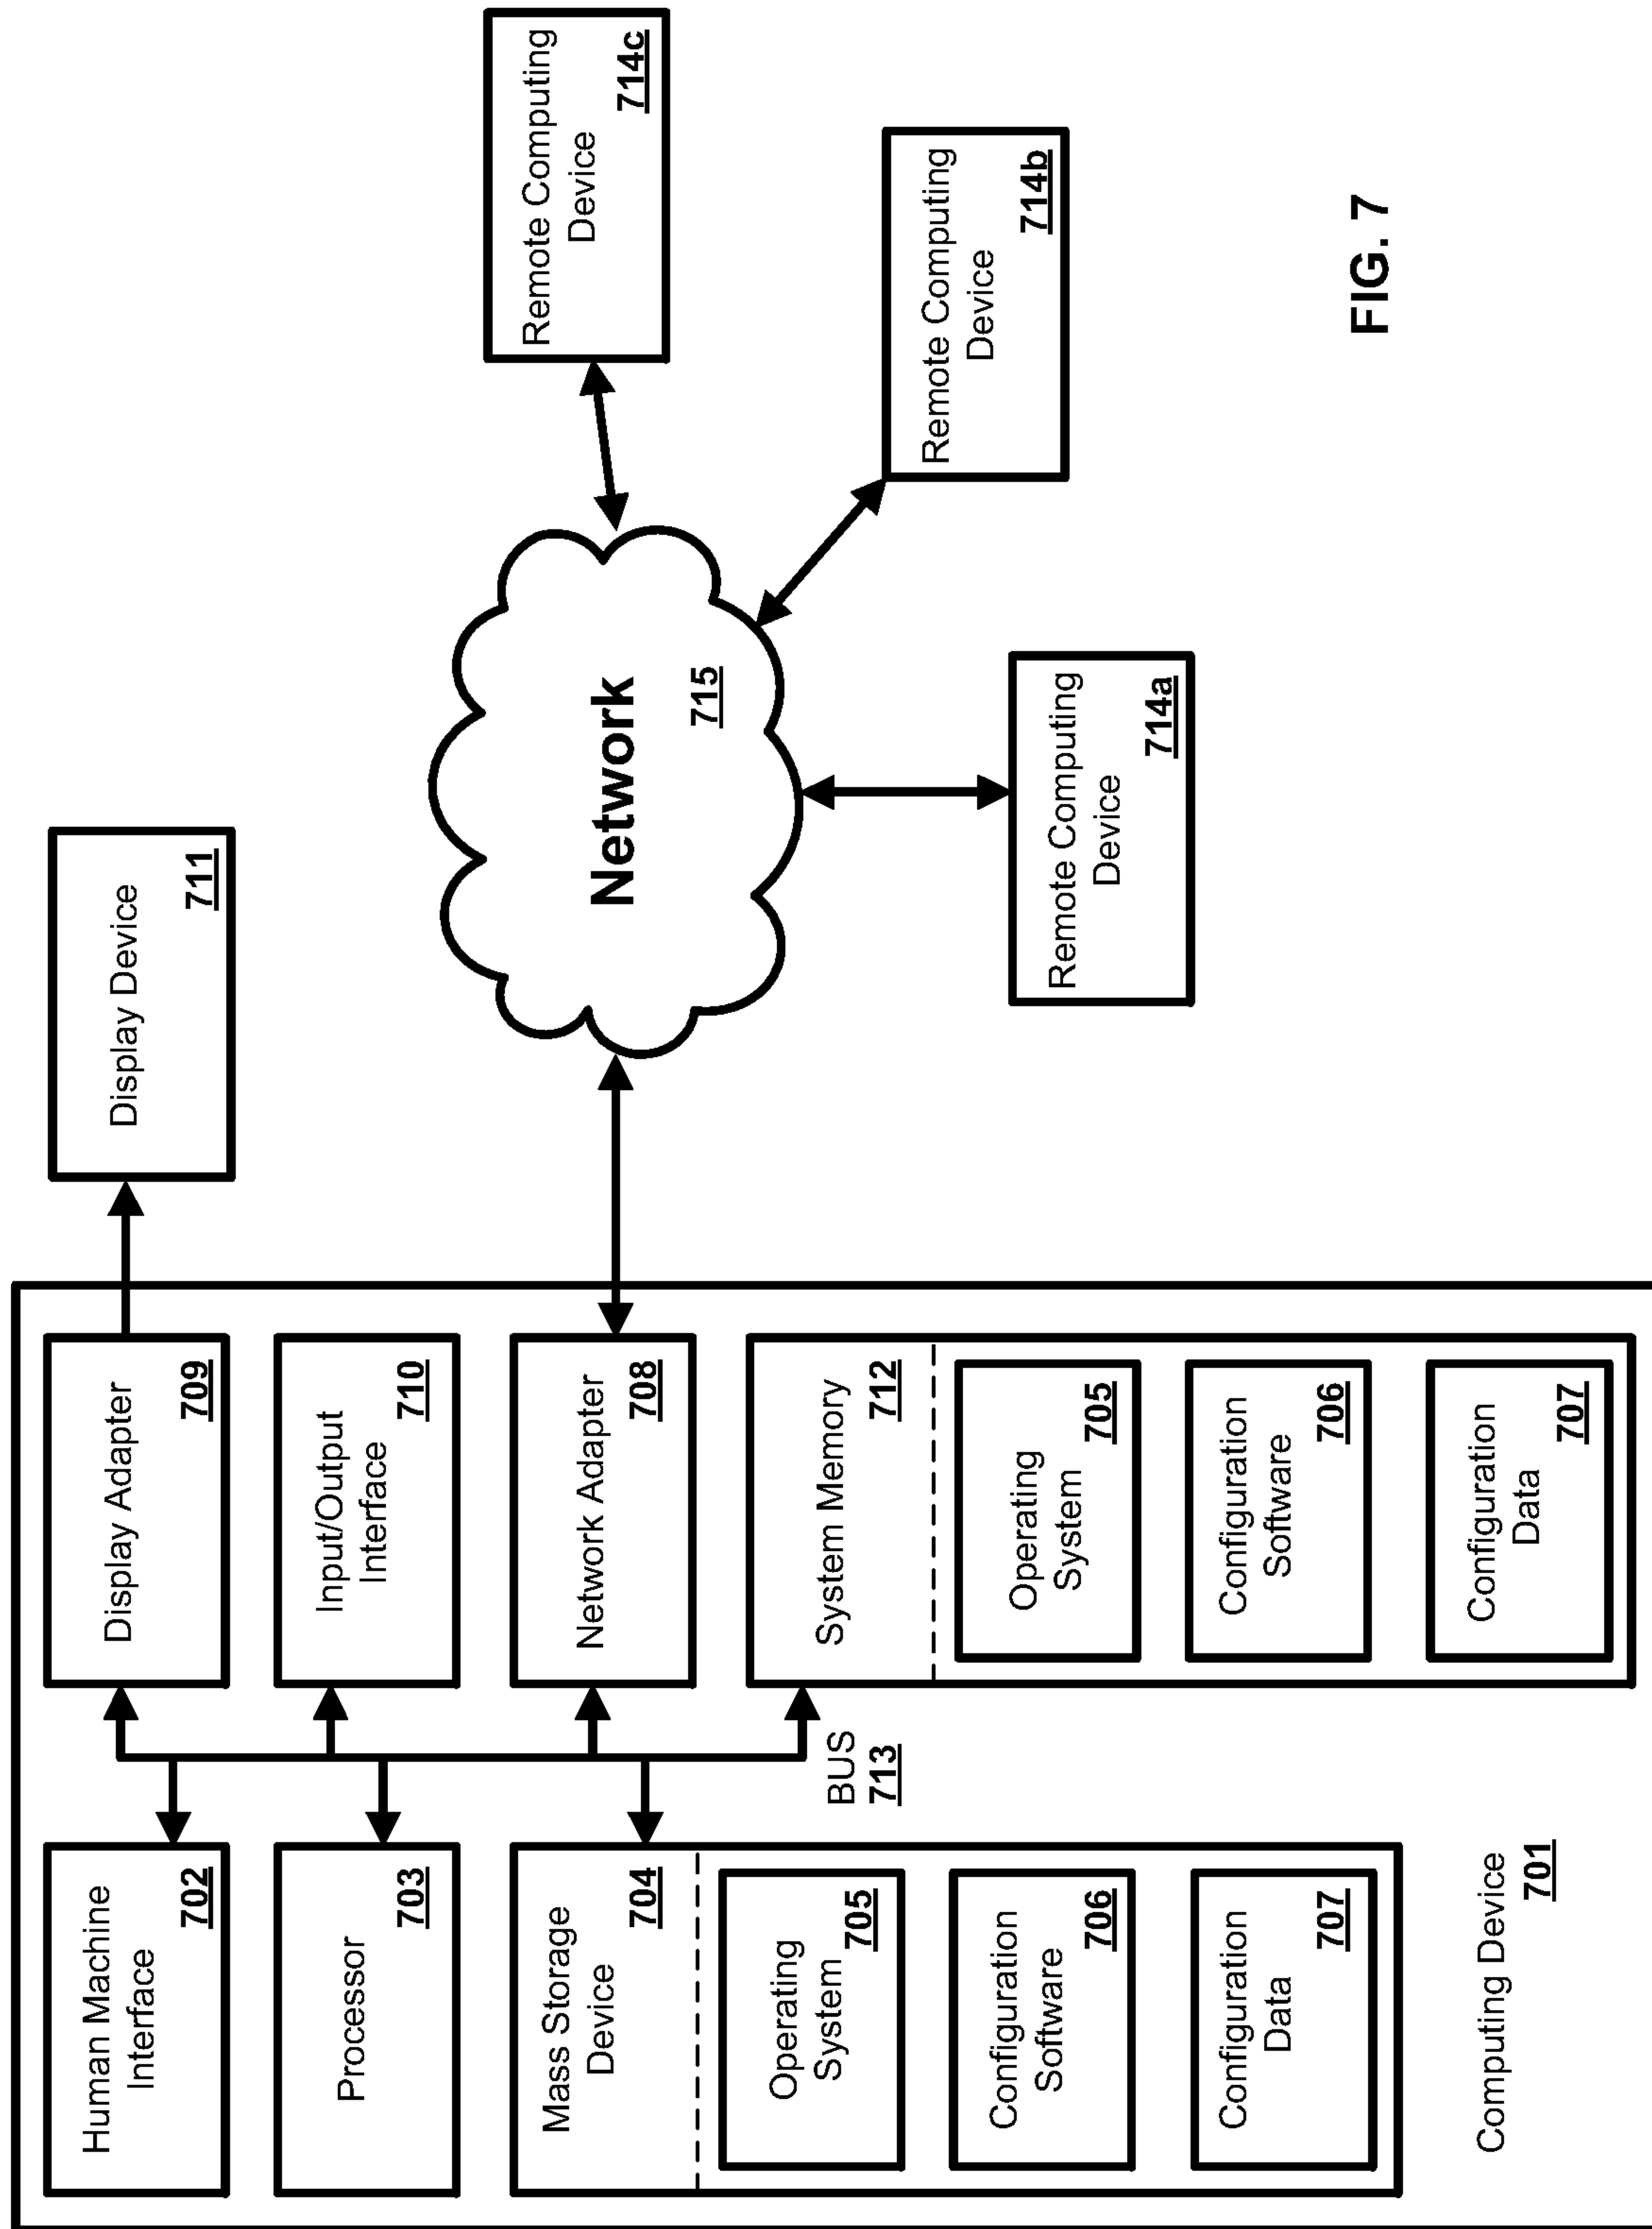 Human Machine
Interface
702
Processor
703
Mass Storage
Device
704
Operating
System
705
Configuration
Software
706
Configuration
Data
707
Computing Device
701
BUS
713
Display Adapter
709
Input/Output
Interface
710
Network Adapter
708
System Memory
712
Operating
System
705
Configuration
Software
706
Configuration
Data
707
Display Device
711
Network
715
Remote Computing
Device
714a
Remote Computing
Device
714b
Remote Computing
Device
714c
FIG. 7